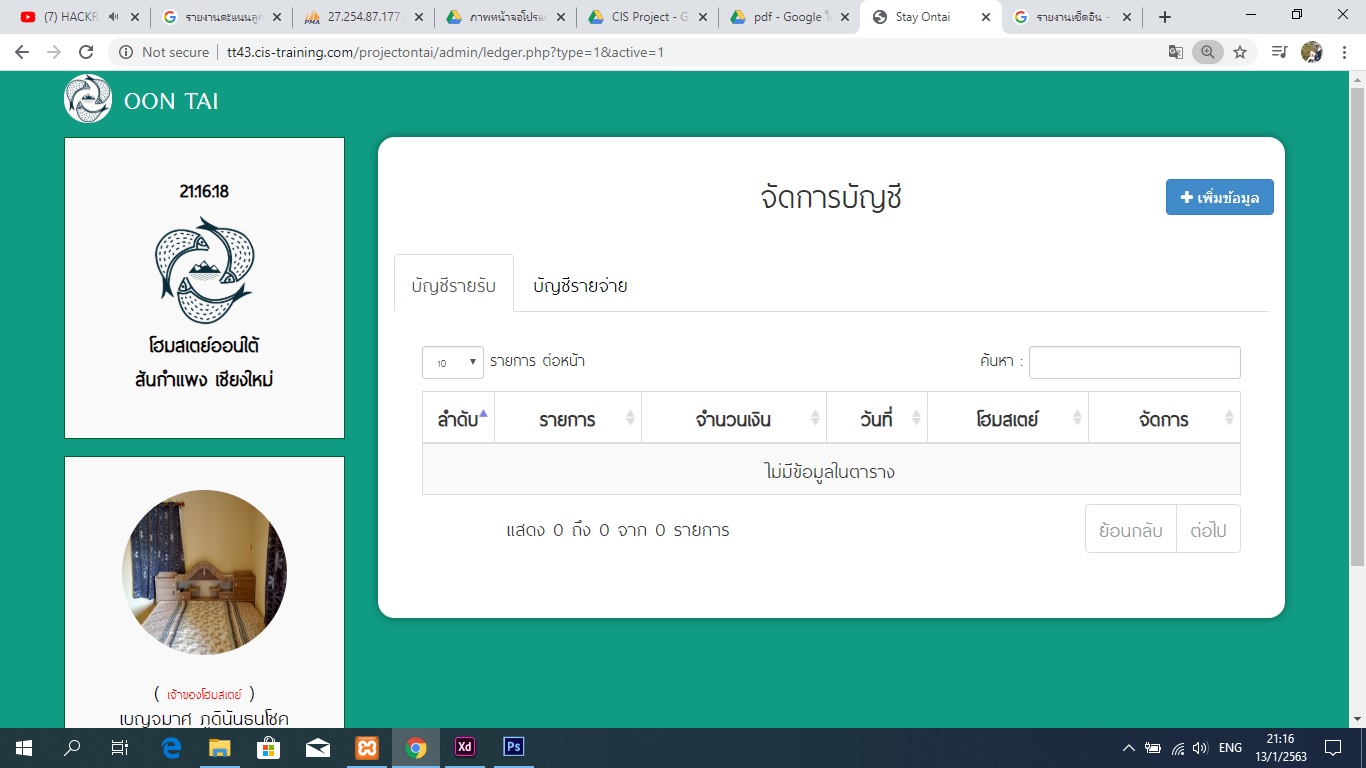 (7) HACKR
รายงานตะแนนลูก
27.254.87.177
ภาพหน้าจอโปรแก
CIS Project - G
pdf - Google ไ
Stay Ontai
รายงานเช็คอิน -
Not secure
tt43.cis-training.com/projectontai/admin/ledger.php?type=1&active=1
OON TAI
21:16:18
โฮมสเตย์ออนใต้
สันกำแพง เชียงใหม่
( เจ้าของโฮมสเตย์ )
เบญจมาศ ภูดินันธนโชค
จัดการบัญชี
เพิ่มข้อมูล
บัญชีรายรับ
บัญชีรายจ่าย
10 รายการ ต่อหน้า
ค้นหา :
ลำดับ รายการ จำนวนเงิน วันที่ โฮมสเตย์ จัดการ
ไม่มีข้อมูลในตาราง
แสดง 0 ถึง 0 จาก 0 รายการ
ย้อนกลับ ต่อไป
Xd
Ps
ENG
21:16
13/1/2563